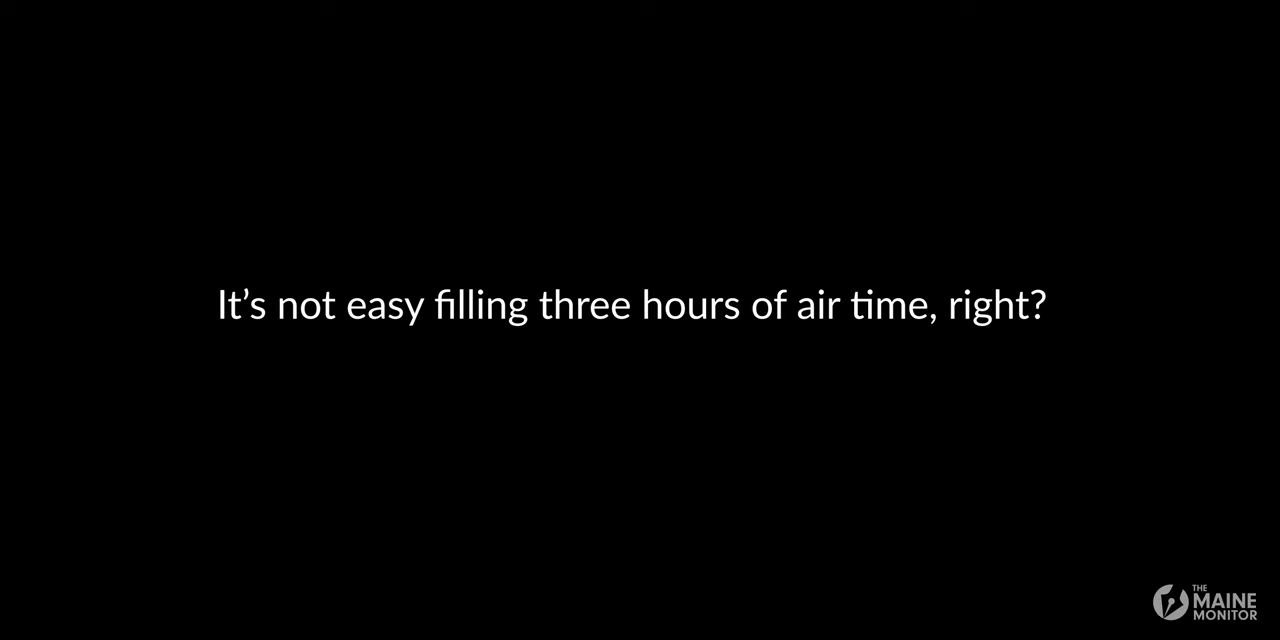 It’s not easy filling three hours of air time, right?
THE
MAINE
MONITOR